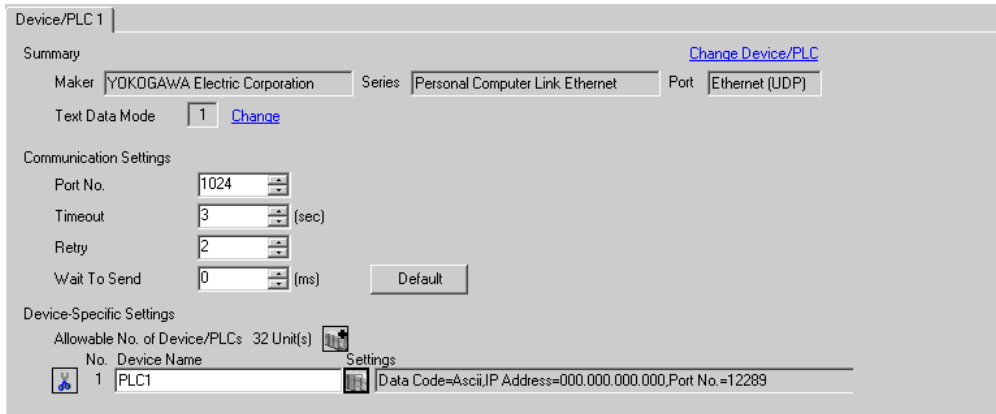 Device/PLC 1
Summary Change Device/PLC
Maker YOKOGAWA Electric Corporation Series Personal Computer Link Ethernet Port Ethernet (UDP)
Text Data Mode 1 Change
Communication Settings
Port No. 1024
Timeout 3 (sec)
Retry 2
Wait To Send 0 (ms) Default
Device-Specific Settings
Allowable No. of Device/PLCs 32 Unit(s)
No. Device Name Settings
1 PLC1 Data Code=Ascii,IP Address=000.000.000.000,Port No.=12289